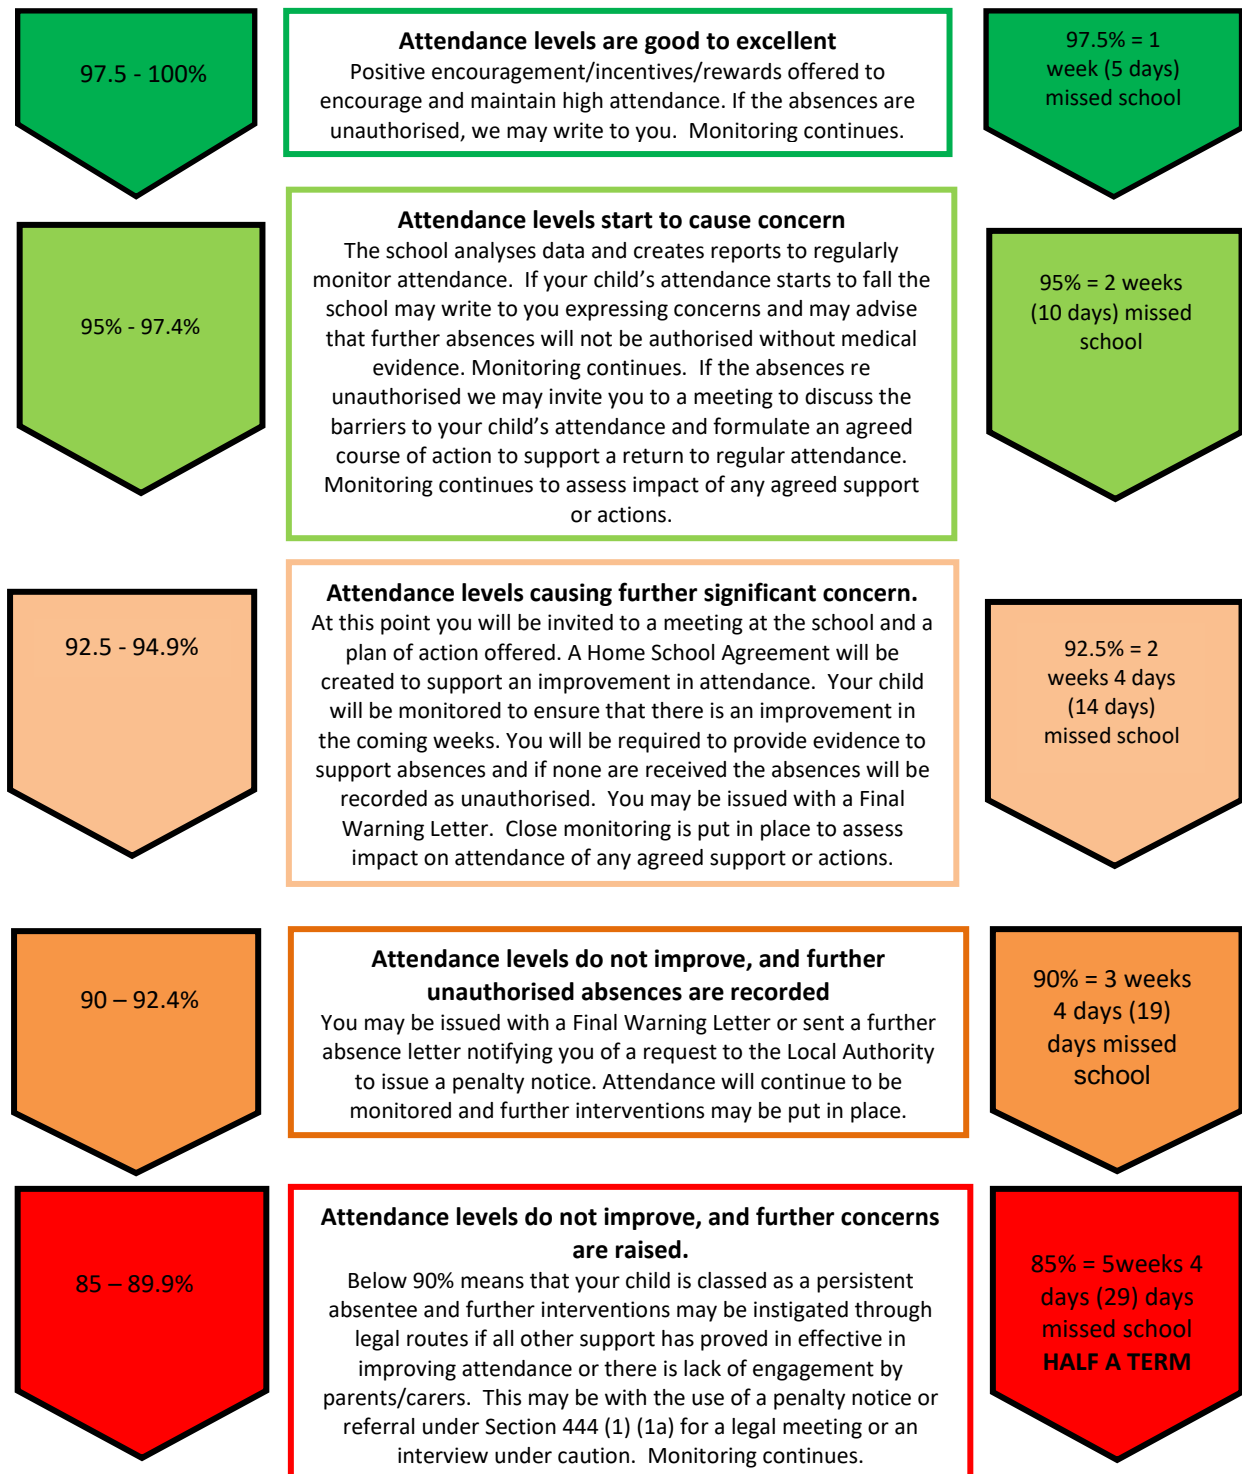 97.5 - 100%
Attendance levels are good to excellent
Positive encouragement/incentives/rewards offered to
encourage and maintain high attendance. If the absences are
unauthorised, we may write to you.  Monitoring continues.
97.5% = 1
week (5 days)
missed school
95% - 97.4%
Attendance levels start to cause concern
The school analyses data and creates reports to regularly
monitor attendance.  If your child’s attendance starts to fall the
school may write to you expressing concerns and may advise
that further absences will not be authorised without medical
evidence. Monitoring continues.  If the absences re
unauthorised we may invite you to a meeting to discuss the
barriers to your child’s attendance and formulate an agreed
course of action to support a return to regular attendance.
Monitoring continues to assess impact of any agreed support
or actions.
95% = 2 weeks
(10 days) missed
school
92.5 - 94.9%
Attendance levels causing further significant concern.
At this point you will be invited to a meeting at the school and a
plan of action offered. A Home School Agreement will be
created to support an improvement in attendance.  Your child
will be monitored to ensure that there is an improvement in
the coming weeks. You will be required to provide evidence to
support absences and if none are received the absences will be
recorded as unauthorised.  You may be issued with a Final
Warning Letter.  Close monitoring is put in place to assess
impact on attendance of any agreed support or actions.
92.5% = 2
weeks 4 days
(14 days)
missed school
90 – 92.4%
Attendance levels do not improve, and further
unauthorised absences are recorded
You may be issued with a Final Warning Letter or sent a further
absence letter notifying you of a request to the Local Authority
to issue a penalty notice. Attendance will continue to be
monitored and further interventions may be put in place.
90% = 3 weeks
4 days (19)
days missed
school
85 – 89.9%
Attendance levels do not improve, and further concerns
are raised.
Below 90% means that your child is classed as a persistent
absentee and further interventions may be instigated through
legal routes if all other support has proved in effective in
improving attendance or there is lack of engagement by
parents/carers.  This may be with the use of a penalty notice or
referral under Section 444 (1) (1a) for a legal meeting or an
interview under caution.  Monitoring continues.
85% = 5weeks 4
days (29) days
missed school
HALF A TERM